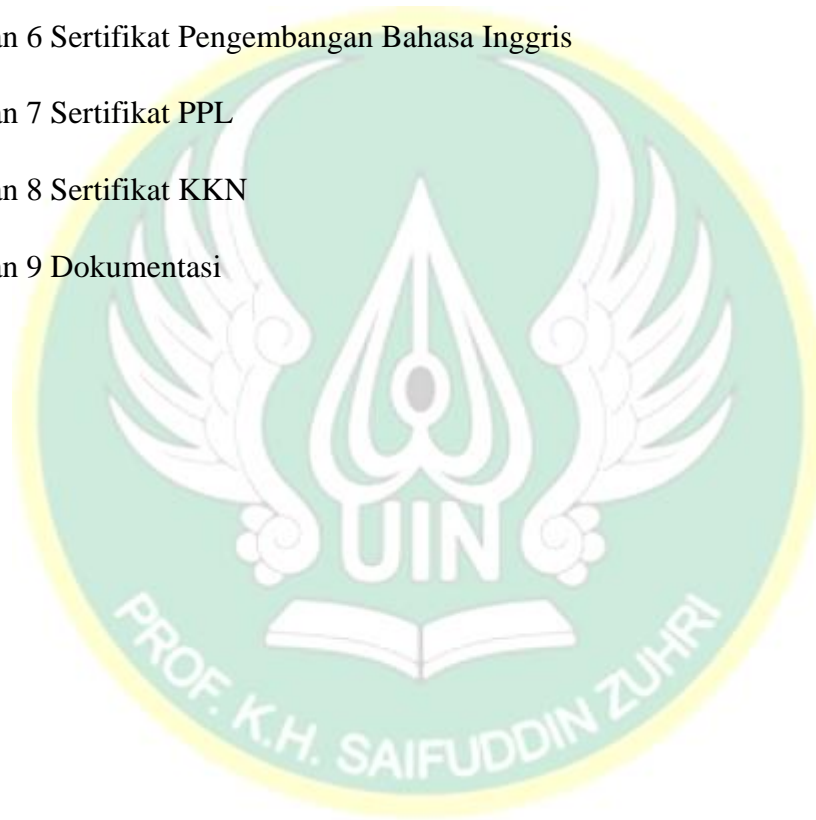 an 6 Sertifikat Pengembangan Bahasa Inggris
an 7 Sertifikat PPL
an 8 Sertifikat KKN
an 9 Dokumentasi
UIN
PROF. K.H. SAIFUDDIN ZUHRI